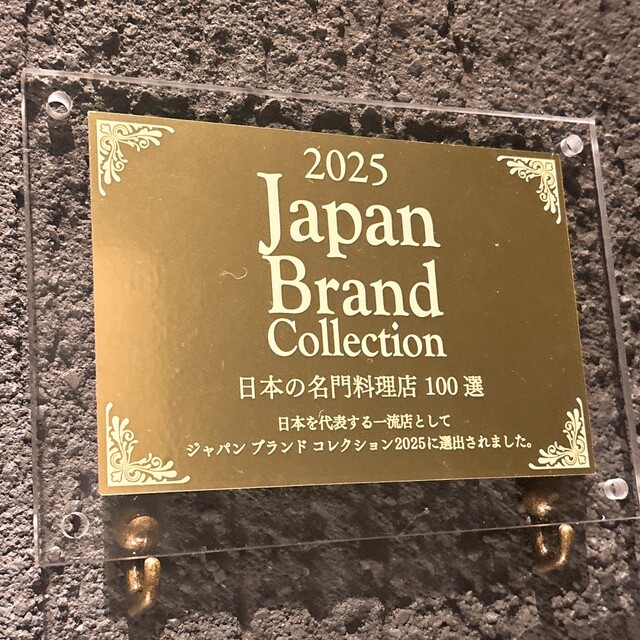 2025
Japan
Brand
Collection
日本の名門料理店 100 選
日本を代表する一流店として
ジャパン ブランド コレクション2025に選出されました。